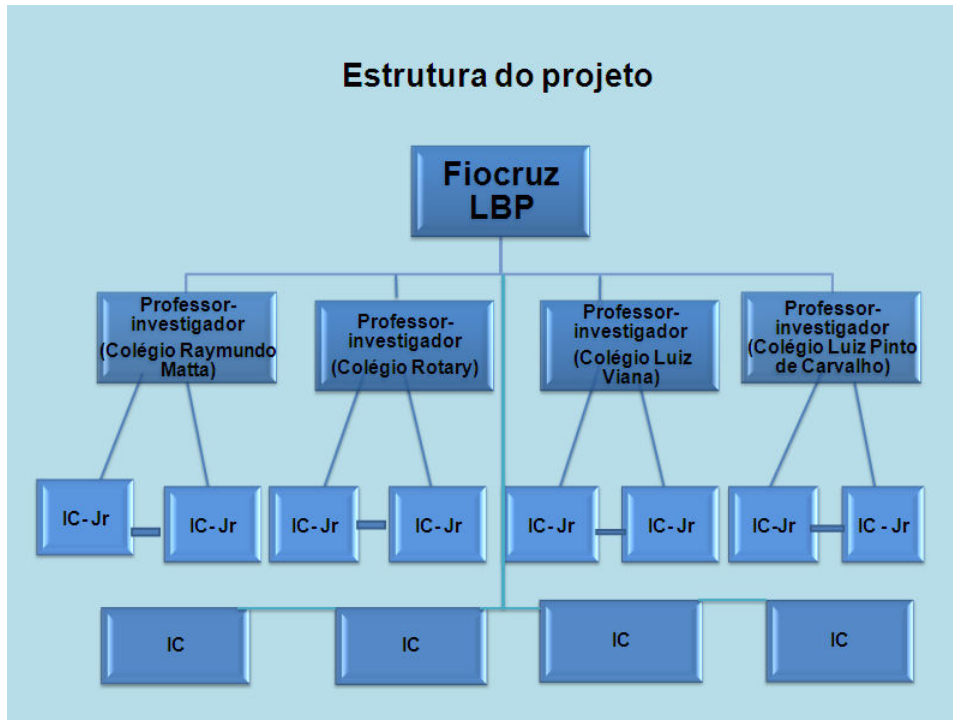 Estrutura do projeto
Fiocruz
LBP
Professor-
investigador
(Colégio Raymundo
Matta)
Professor-
investigador
(Colégio Rotary)
Professor-
investigador
(Colégio Luiz
Viana)
Professor-
investigador
(Colégio Luiz Pinto
de Carvalho)
IC- Jr
IC- Jr
IC- Jr
IC- Jr
IC- Jr
IC- Jr
IC-Jr
IC - Jr
IC
IC
IC
IC